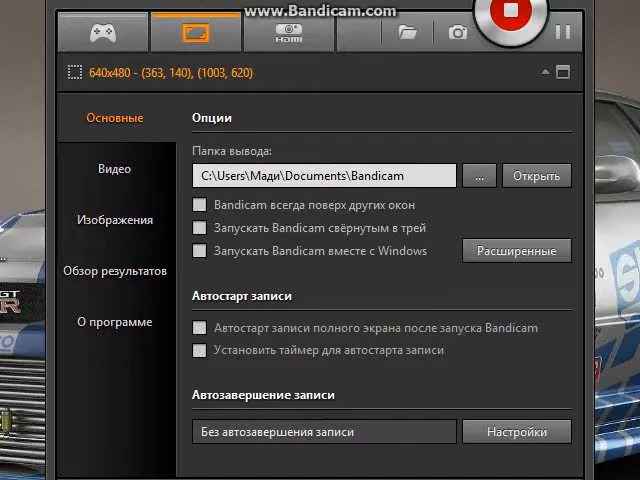 www.Bandicam.com
HDMI
640x480 - (363, 140), (1003, 620)
Основные
Опции
Папка вывода:
C:\Users\Мади\Documents\Bandicam
...
Открыть
Видео
Bandicam всегда поверх других окон
Изображения
Запускать Bandicam свёрнутым в трей
Запускать Bandicam вместе с Windows
Расширенные
Обзор результатов
Автостарт записи
О программе
Автостарт записи полного экрана после запуска Bandicam
Установить таймер для автостарта записи
Автозавершение записи
Без автозавершения записи
Настройки
GT
R